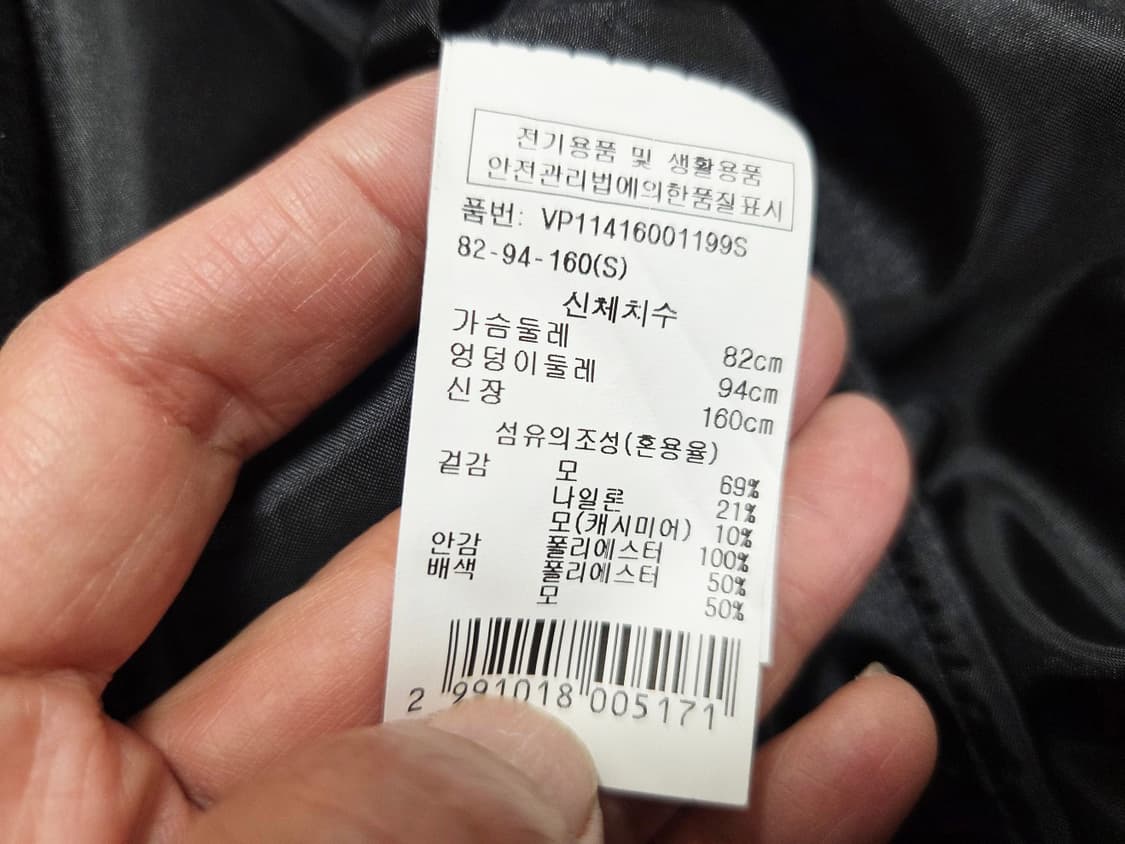 전기용품 및 생활용품
안전관리법에의한품질표시
품번: VP11416001199S
82-94-160(S)
신체치수
가슴둘레 82cm
엉덩이둘레 94cm
신장 160cm
섬유의조성(혼용율)
겉감 모 69%
나일론 21%
모(캐시미어) 10%
안감 폴리에스터 100%
배색 폴리에스터 50%
모 50%
2 991018 005171